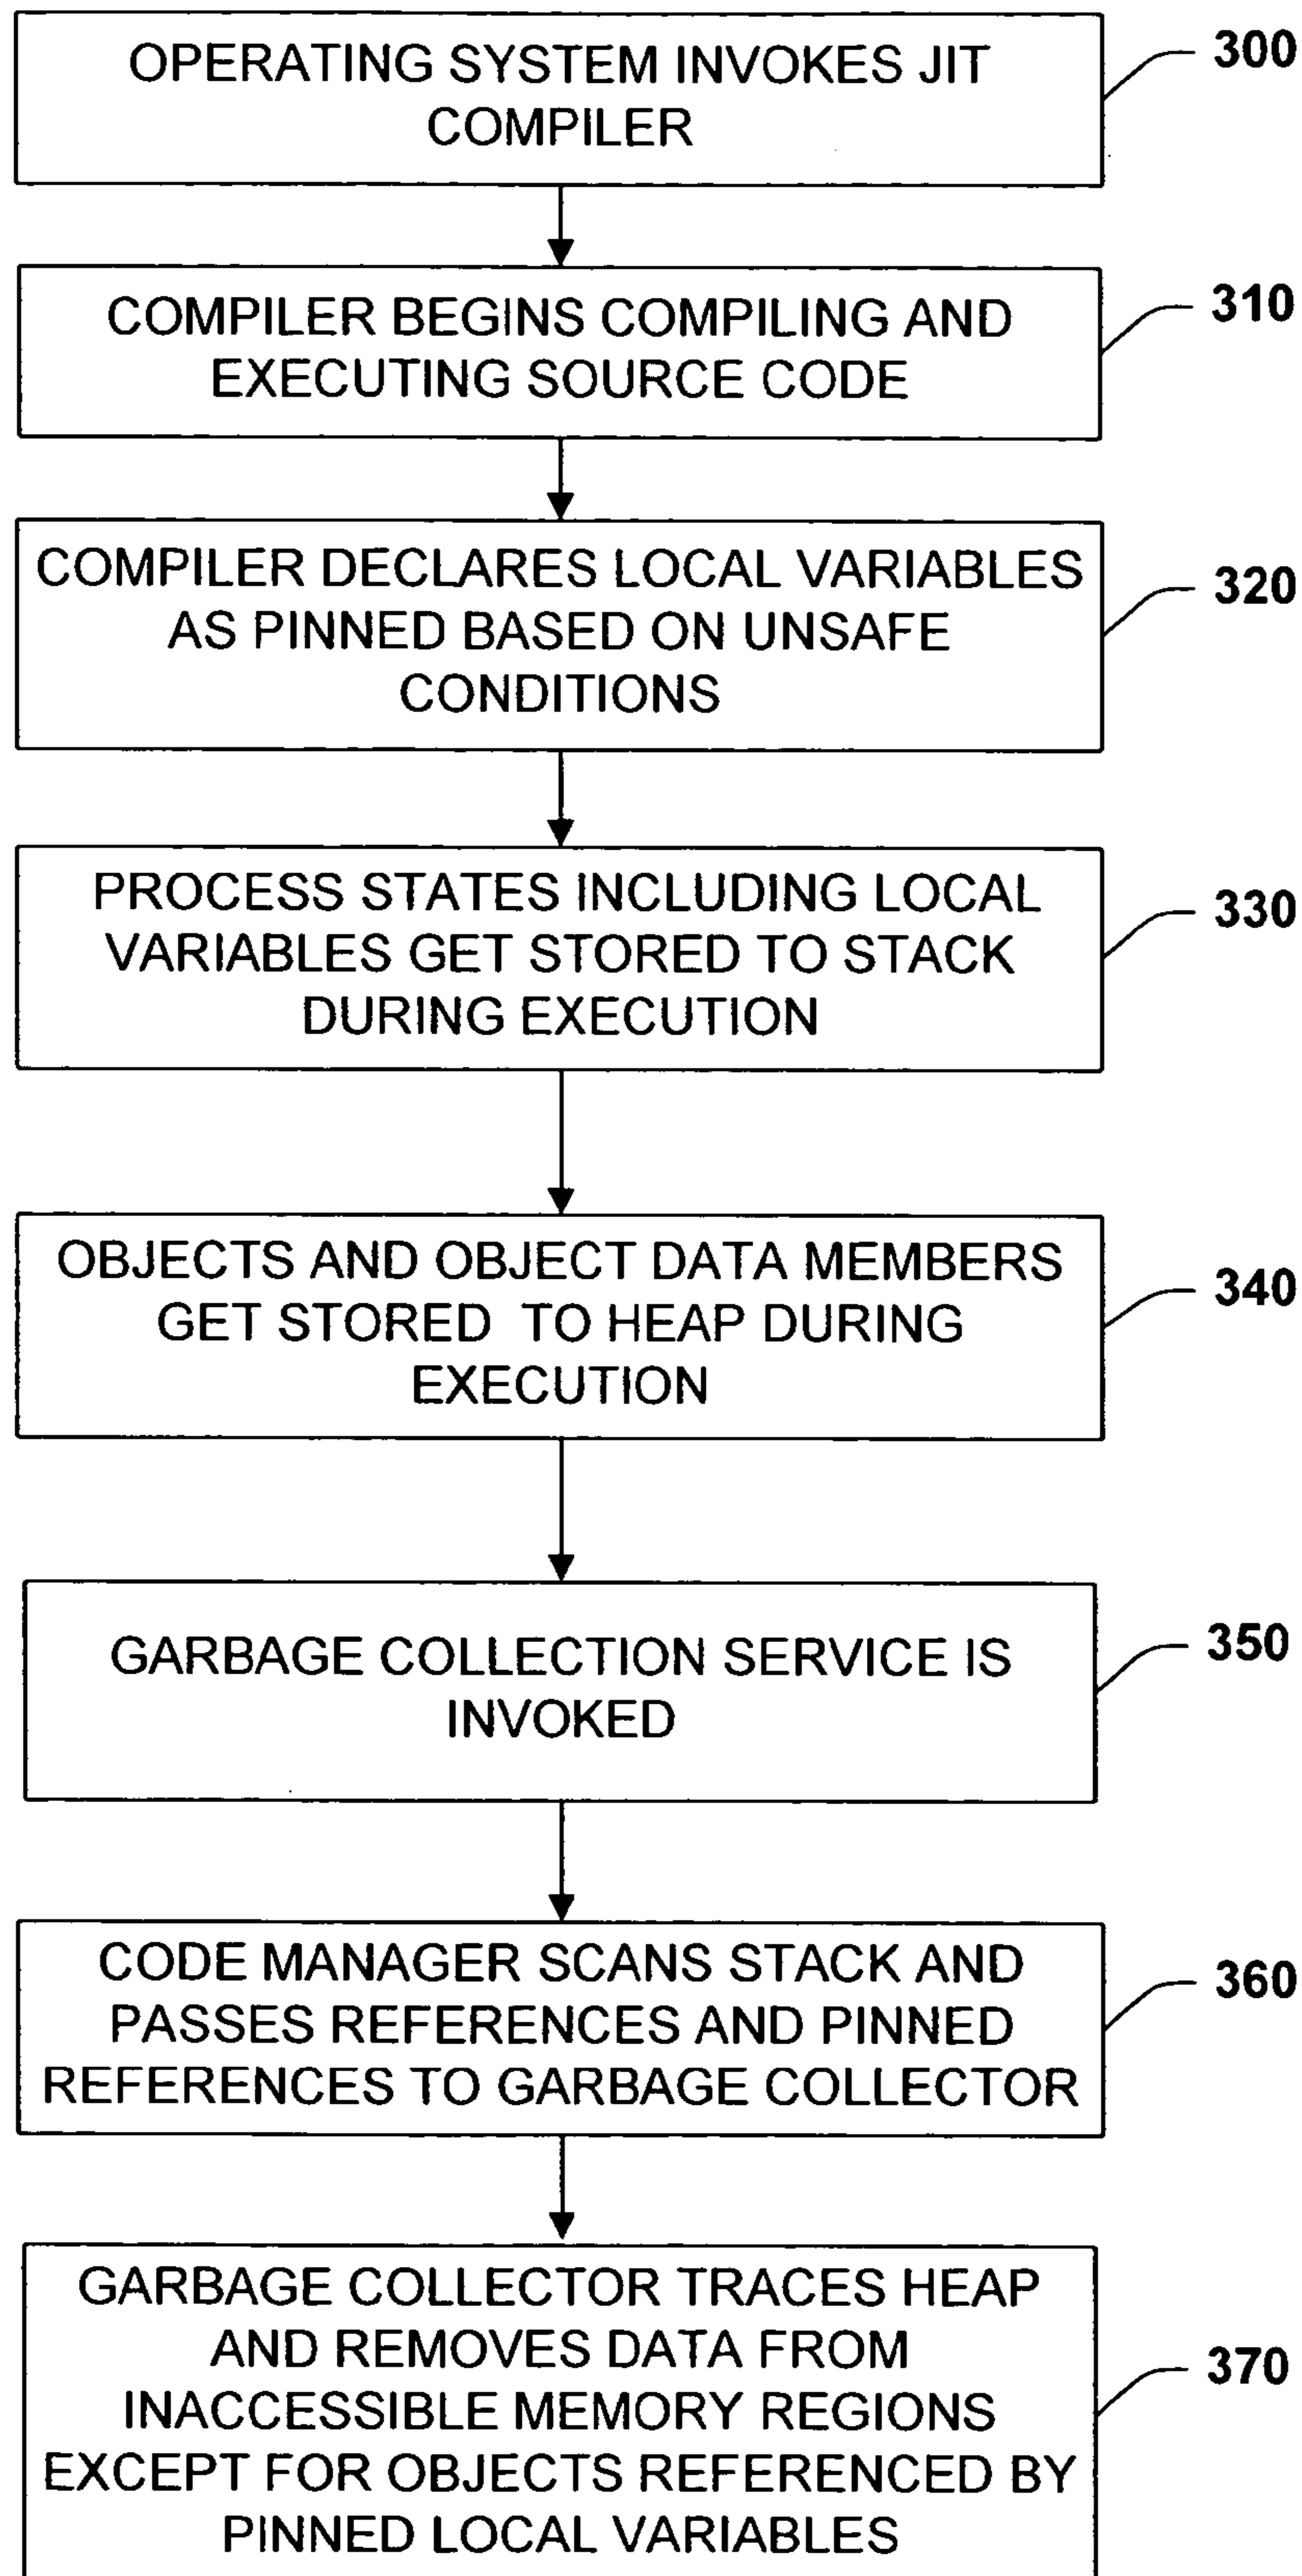 OPERATING SYSTEM INVOKES JIT
COMPILER
300
COMPILER BEGINS COMPILING AND
EXECUTING SOURCE CODE
310
COMPILER DECLARES LOCAL VARIABLES
AS PINNED BASED ON UNSAFE
CONDITIONS
320
PROCESS STATES INCLUDING LOCAL
VARIABLES GET STORED TO STACK
DURING EXECUTION
330
OBJECTS AND OBJECT DATA MEMBERS
GET STORED TO HEAP DURING
EXECUTION
340
GARBAGE COLLECTION SERVICE IS
INVOKED
350
CODE MANAGER SCANS STACK AND
PASSES REFERENCES AND PINNED
REFERENCES TO GARBAGE COLLECTOR
360
GARBAGE COLLECTOR TRACES HEAP
AND REMOVES DATA FROM
INACCESSIBLE MEMORY REGIONS
EXCEPT FOR OBJECTS REFERENCED BY
PINNED LOCAL VARIABLES
370